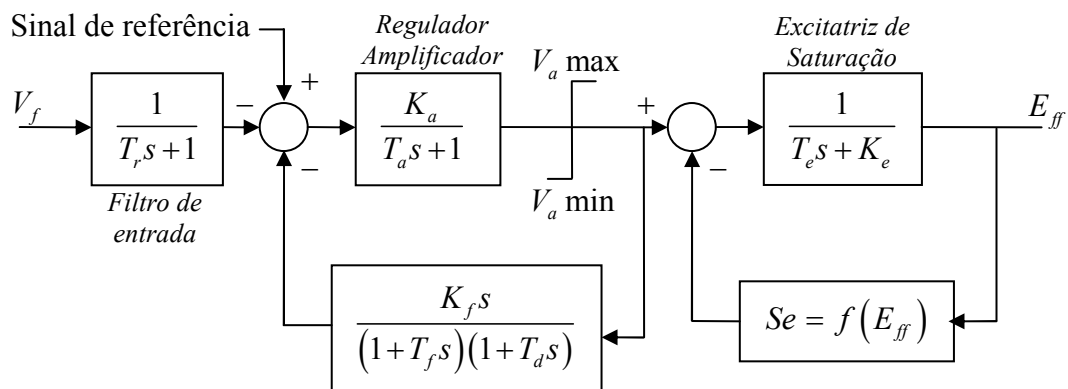 Sinal de referência
Regulador
Amplificador
Excitatriz de
Saturação
V_a max
V_f
1
T_r s + 1
−
+
−
K_a
T_a s + 1
+
−
1
T_e s + K_e
E_ff
Filtro de
entrada
V_a min
K_f s
(1 + T_f s)(1 + T_d s)
Se = f(E_ff)